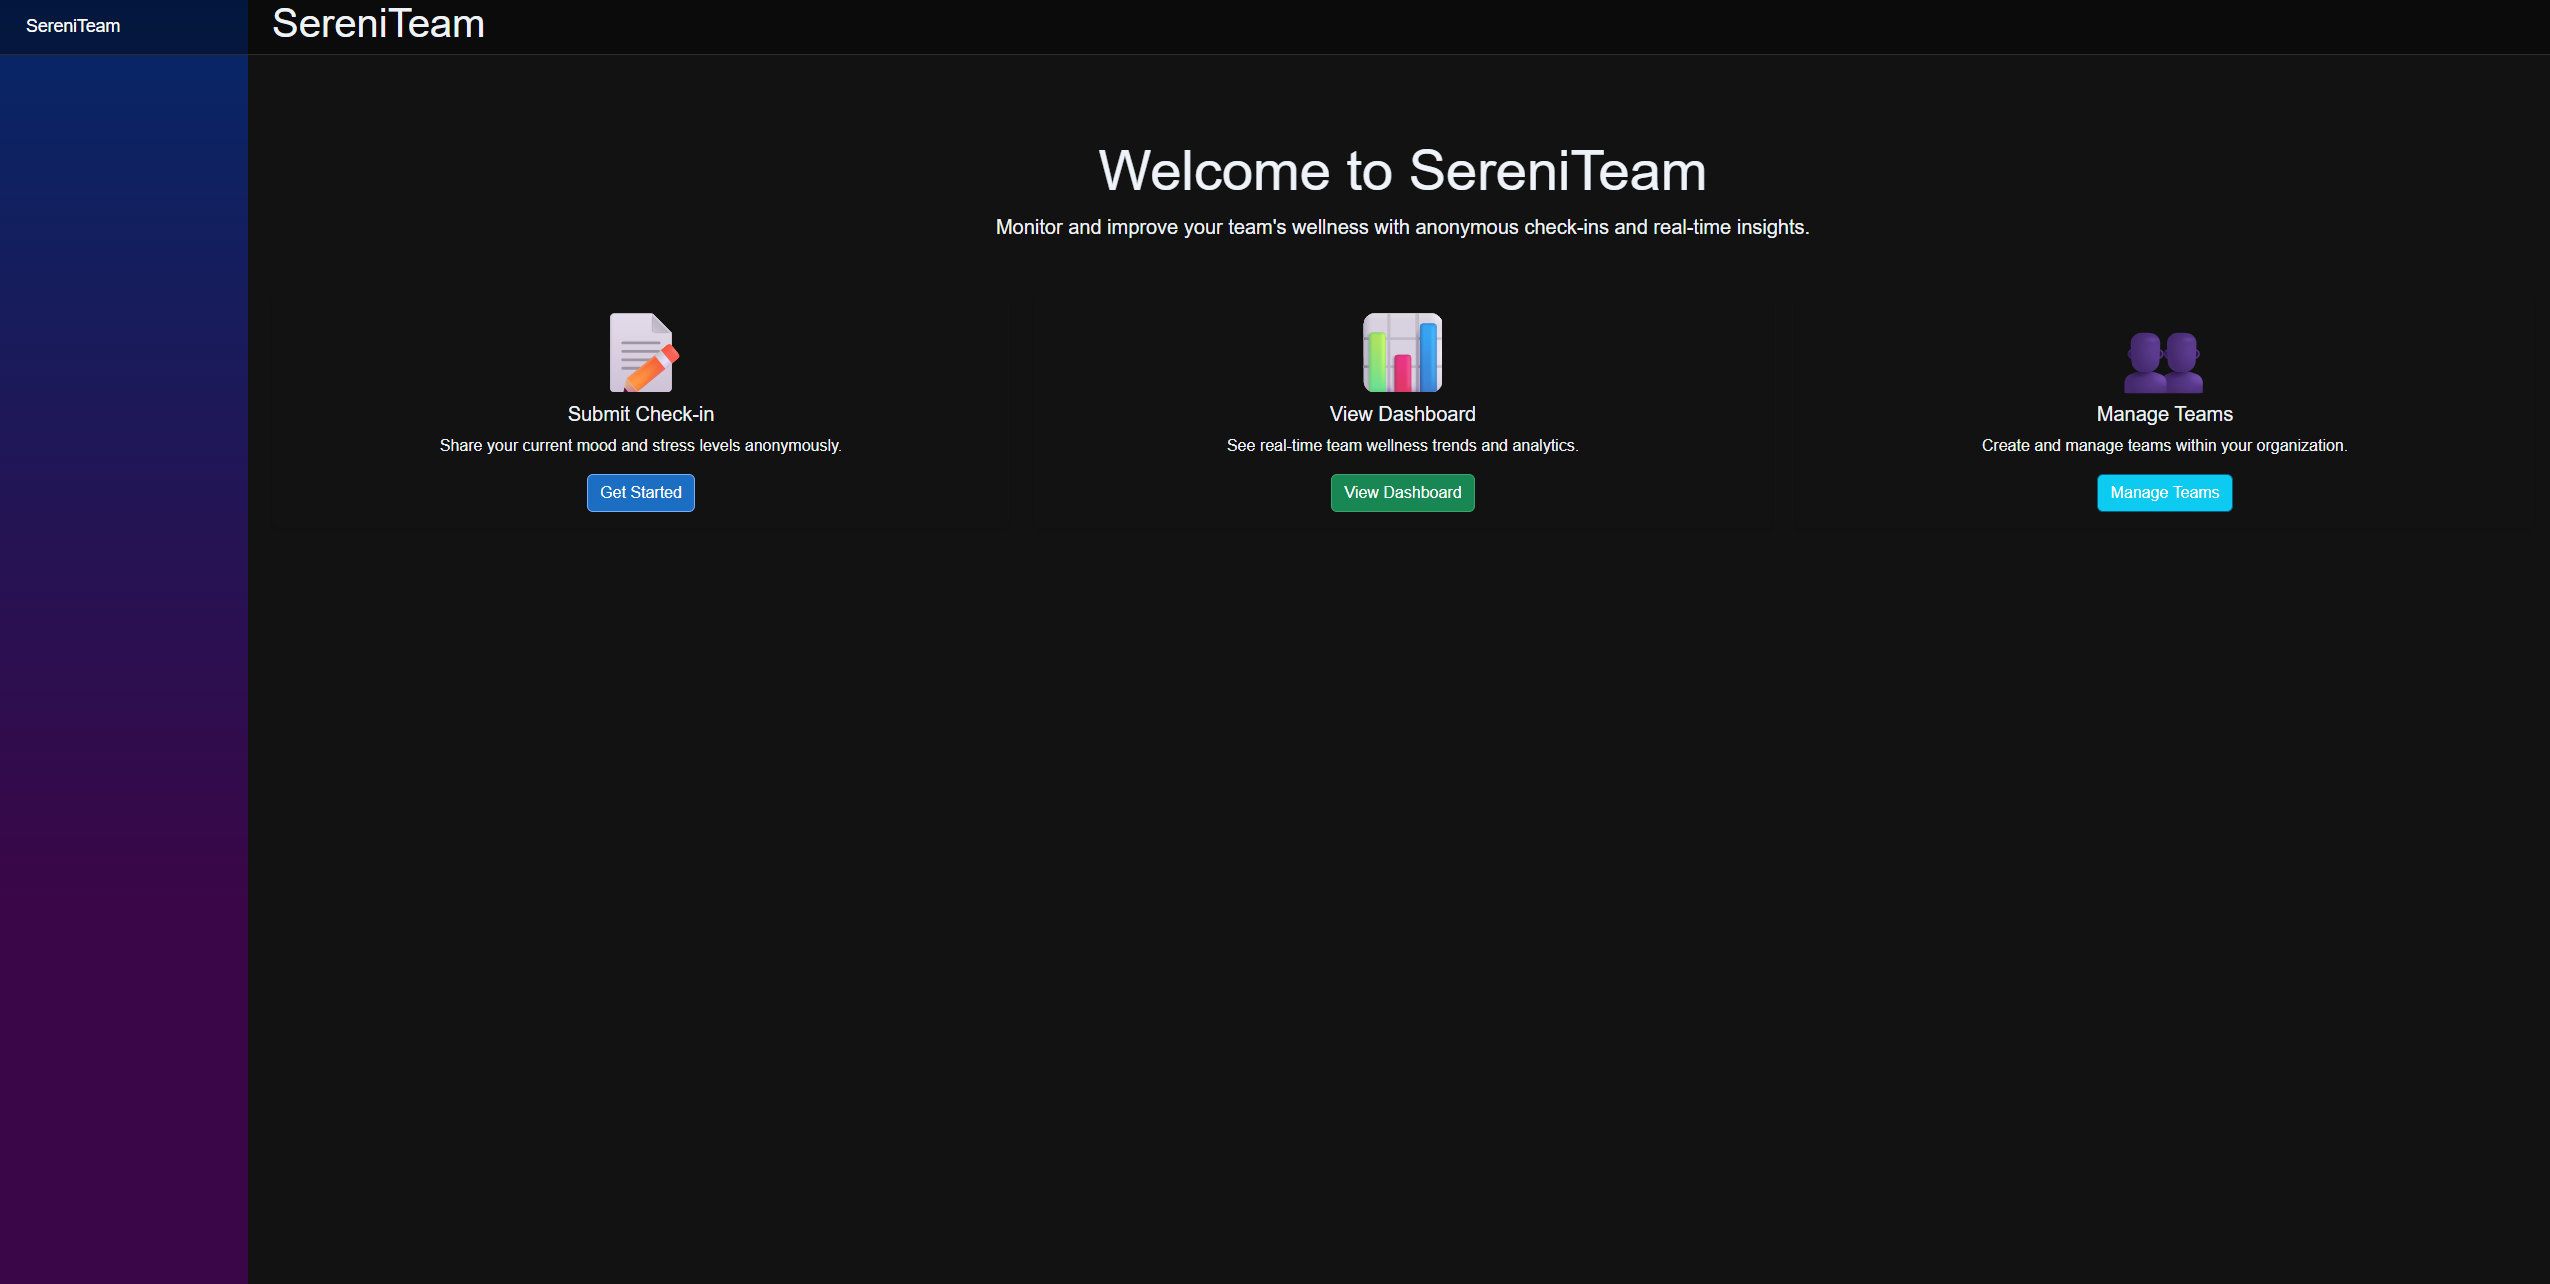 SereniTeam
SereniTeam
Welcome to SereniTeam
Monitor and improve your team's wellness with anonymous check-ins and real-time insights.
Submit Check-in
Share your current mood and stress levels anonymously.
Get Started
View Dashboard
See real-time team wellness trends and analytics.
View Dashboard
Manage Teams
Create and manage teams within your organization.
Manage Teams